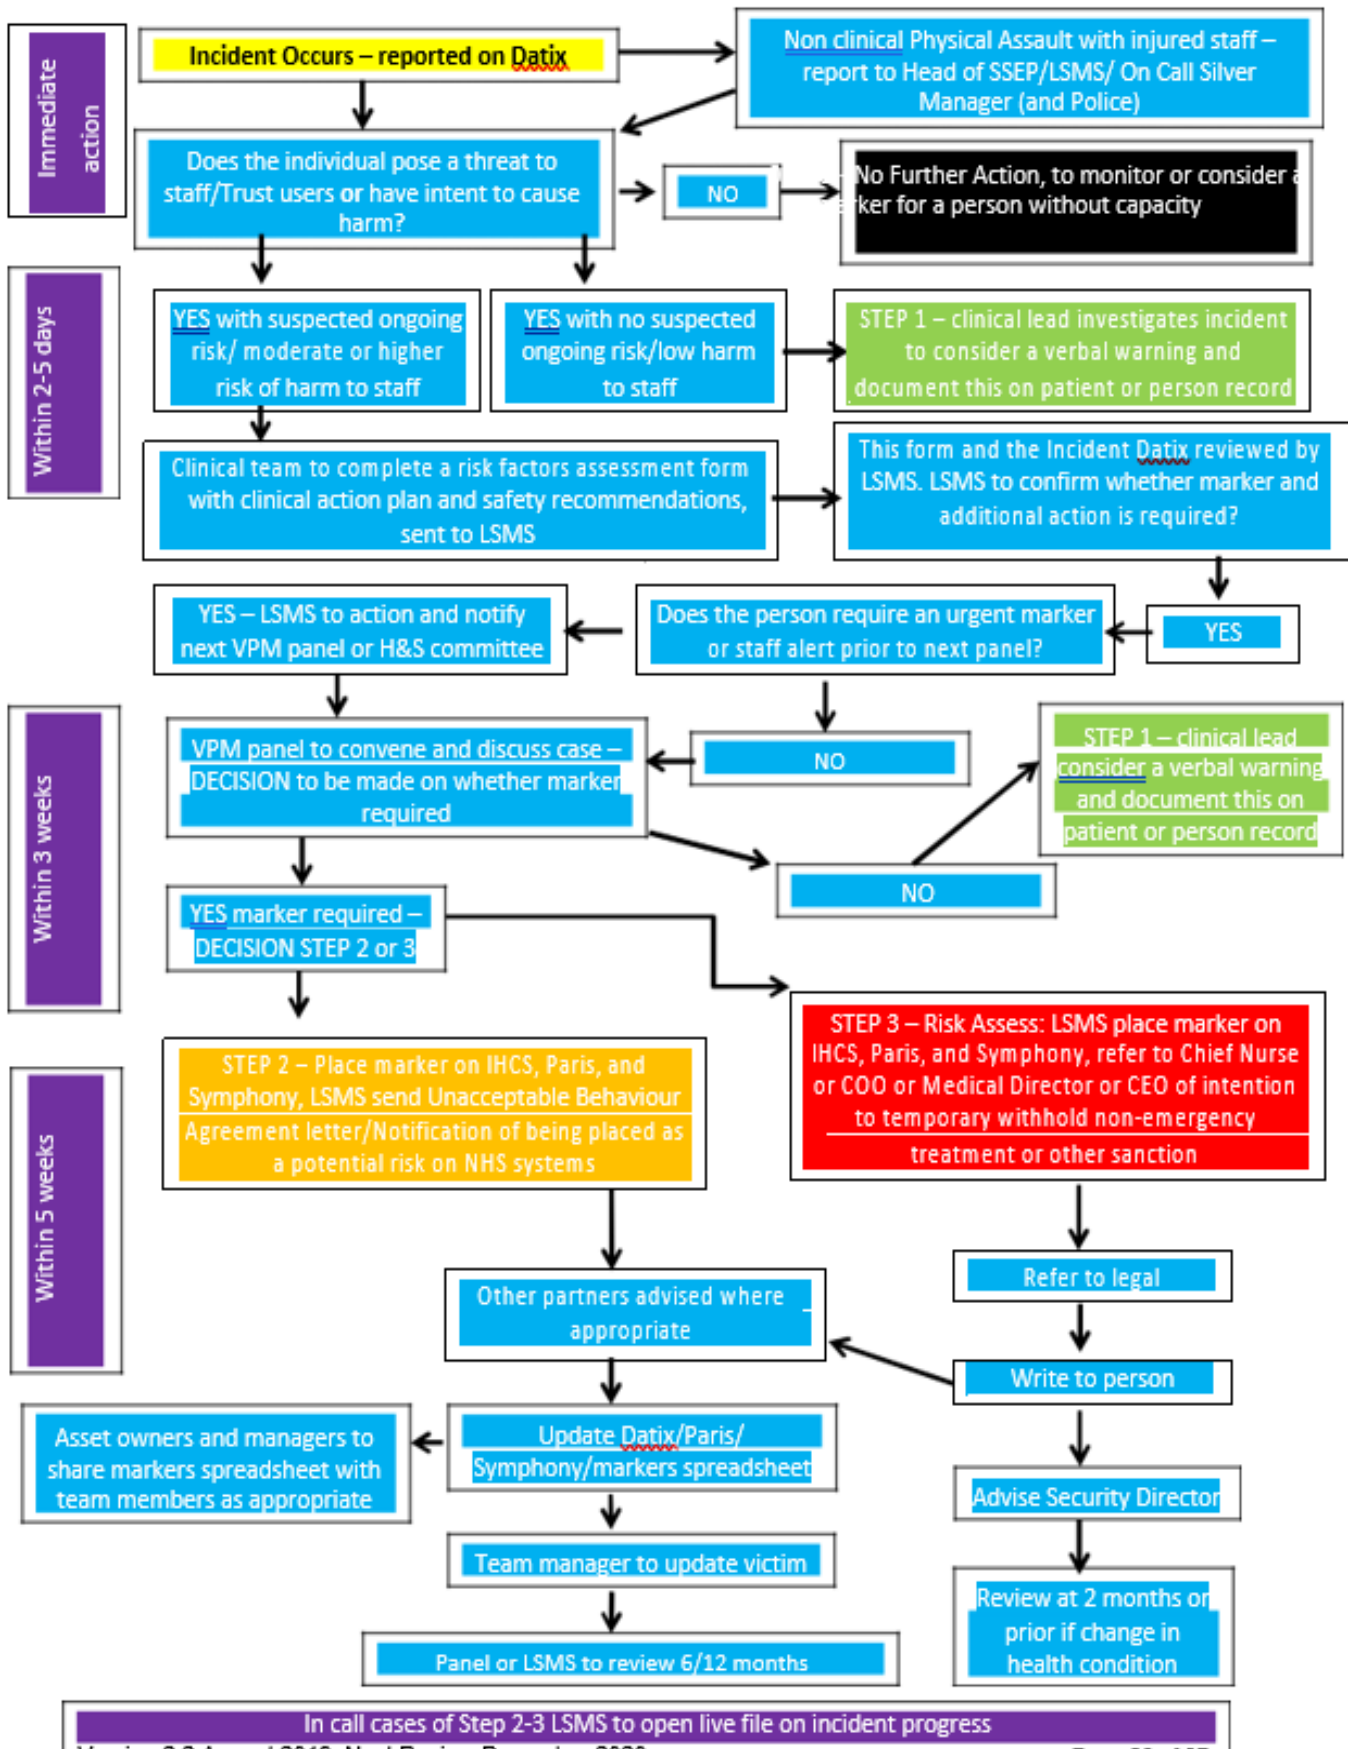 Immediate
action
Incident Occurs – reported on Datix
Non clinical Physical Assault with injured staff –
report to Head of SSEP/LSMS/ On Call Silver
Manager (and Police)
Does the individual pose a threat to
staff/Trust users or have intent to cause
harm?
NO
No Further Action, to monitor or consider a
rker for a person without capacity
Within 2-5 days
YES with suspected ongoing
risk/ moderate or higher
risk of harm to staff
YES with no suspected
ongoing risk/low harm
to staff
STEP 1 – clinical lead investigates incident
to consider a verbal warning and
document this on patient or person record
Clinical team to complete a risk factors assessment form
with clinical action plan and safety recommendations,
sent to LSMS
This form and the Incident Datix reviewed by
LSMS. LSMS to confirm whether marker and
additional action is required?
YES
Does the person require an urgent marker
or staff alert prior to next panel?
YES – LSMS to action and notify
next VPM panel or H&S committee
Within 3 weeks
VPM panel to convene and discuss case –
DECISION to be made on whether marker
required
NO
STEP 1 – clinical lead
consider a verbal warning
and document this on
patient or person record
NO
YES marker required –
DECISION STEP 2 or 3
Within 5 weeks
STEP 2 – Place marker on IHCS, Paris, and
Symphony, LSMS send Unacceptable Behaviour
Agreement letter/Notification of being placed as
a potential risk on NHS systems
STEP 3 – Risk Assess: LSMS place marker on
IHCS, Paris, and Symphony, refer to Chief Nurse
or COO or Medical Director or CEO of intention
to temporary withhold non-emergency
treatment or other sanction
Refer to legal
Other partners advised where
appropriate
Write to person
Asset owners and managers to
share markers spreadsheet with
team members as appropriate
Update Datix/Paris/
Symphony/markers spreadsheet
Advise Security Director
Team manager to update victim
Review at 2 months or
prior if change in
health condition
Panel or LSMS to review 6/12 months
In call cases of Step 2-3 LSMS to open live file on incident progress